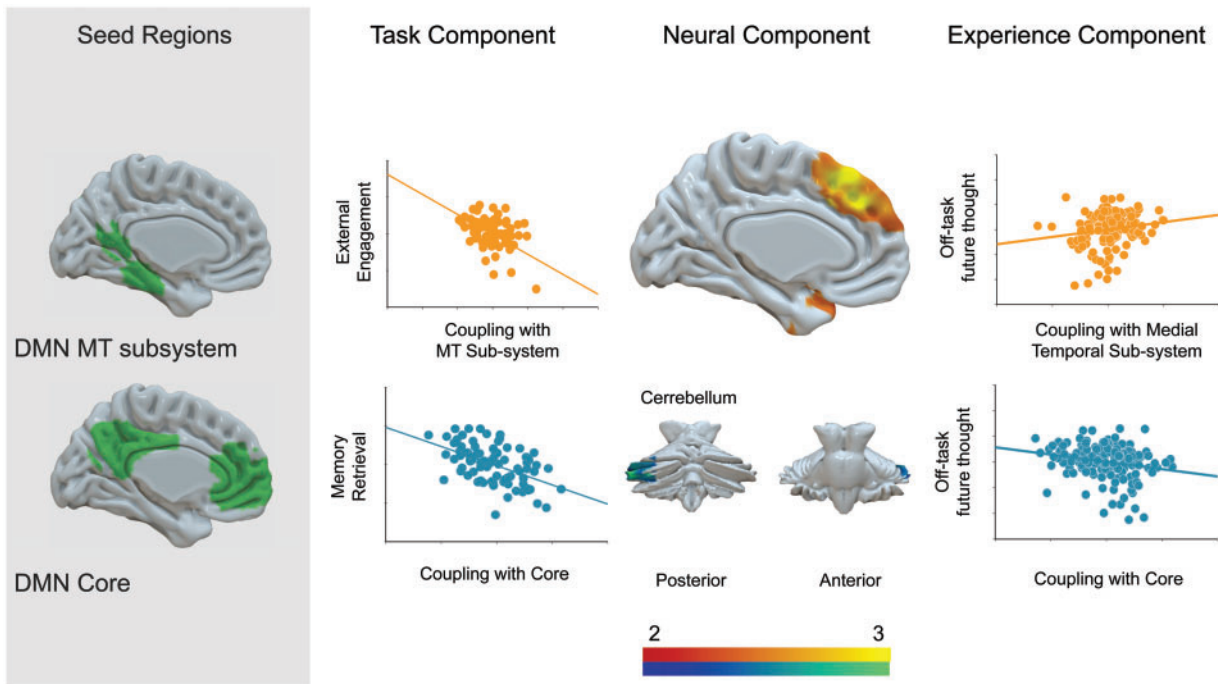 Seed Regions
Task Component
Neural Component
Experience Component
DMN MT subsystem
External
Engagement
Coupling with
MT Sub-system
Off-task
future thought
Coupling with Medial
Temporal Sub-system
DMN Core
Memory
Retrieval
Coupling with Core
Cerrebellum
Posterior
Anterior
Off-task
future thought
Coupling with Core
2
3